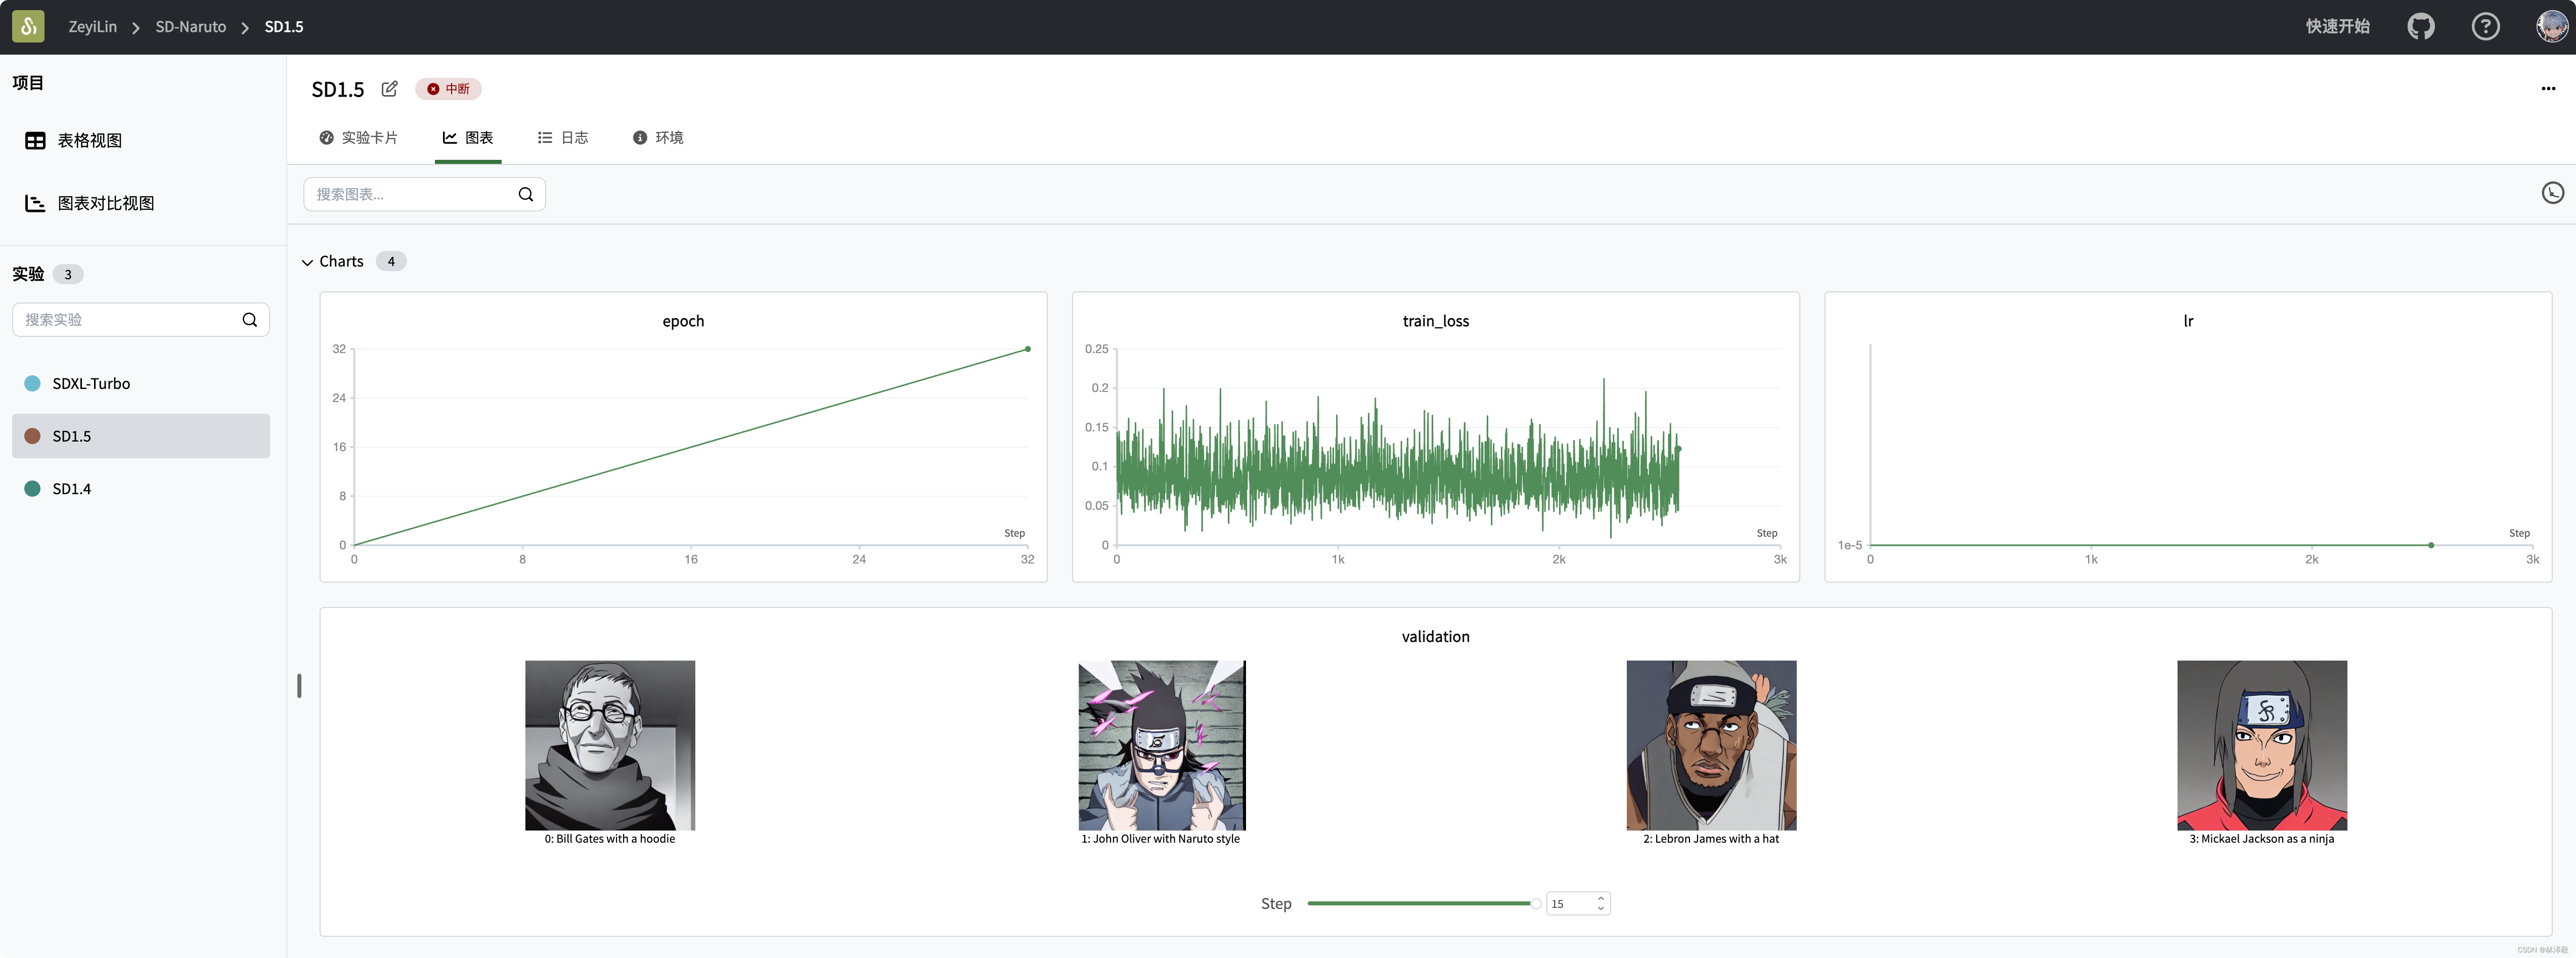 ZeyiLin > SD-Naruto > SD1.5
快速开始
项目
表格视图
图表对比视图
实验 3
搜索实验
SDXL-Turbo
SD1.5
SD1.4
SD1.5 中断
实验卡片 图表 日志 环境
搜索图表...
Charts 4
epoch
32
24
16
8
0
Step
0 8 16 24 32
train_loss
0.25
0.2
0.15
0.1
0.05
0
Step
0 1k 2k 3k
lr
1e-5
Step
0 1k 2k 3k
validation
0: Bill Gates with a hoodie
1: John Oliver with Naruto style
2: Lebron James with a hat
3: Mickael Jackson as a ninja
Step 15